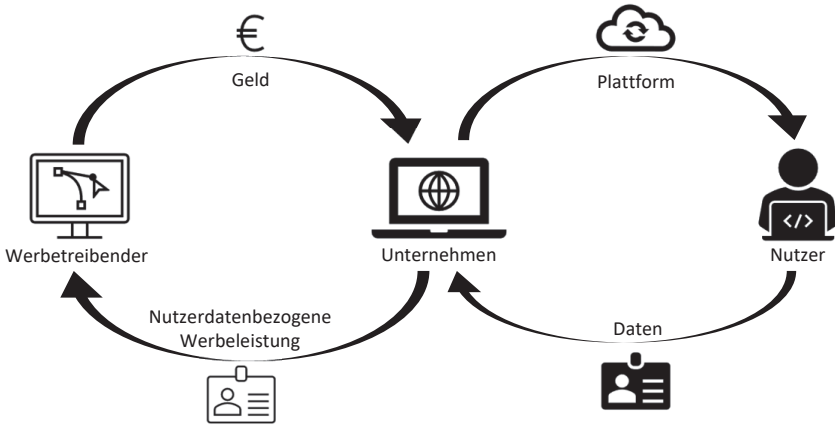 €
Geld
Plattform
</>
Werbetreibender
Unternehmen
Nutzer
Nutzerdatenbezogene
Werbeleistung
Daten